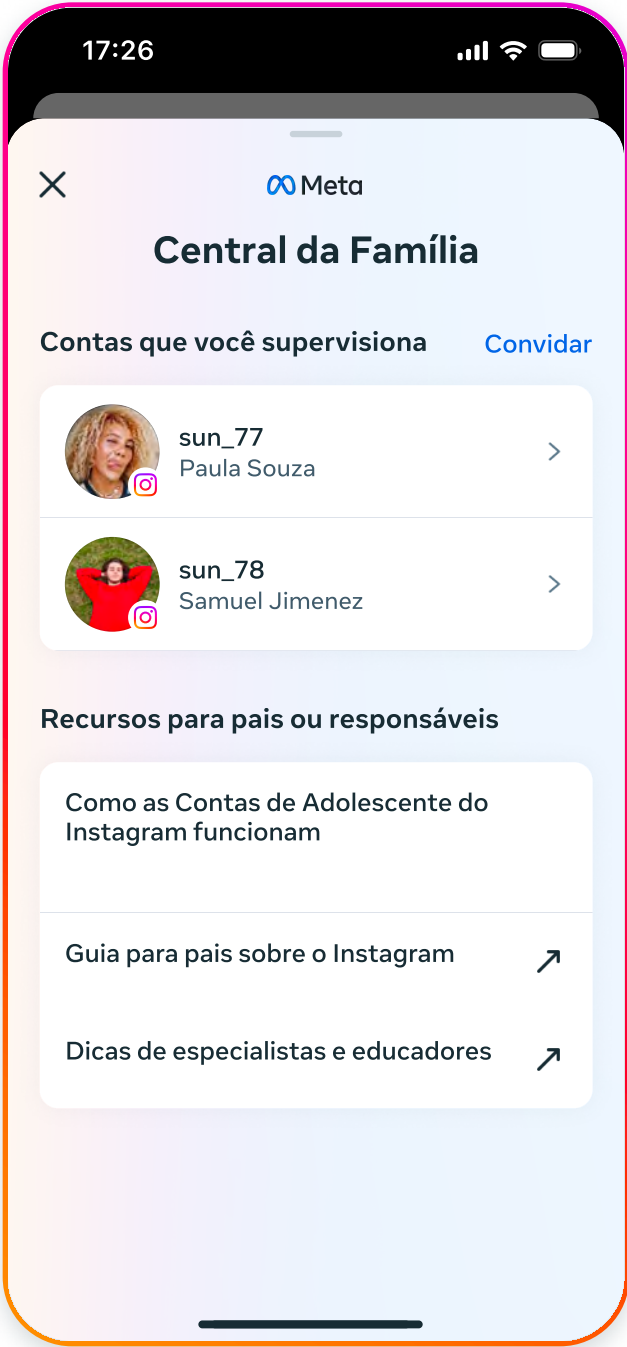 17:26
Meta
Central da Família
Contas que você supervisiona
Convidar
sun_77
Paula Souza
sun_78
Samuel Jimenez
Recursos para pais ou responsáveis
Como as Contas de Adolescente do
Instagram funcionam
Guia para pais sobre o Instagram
Dicas de especialistas e educadores